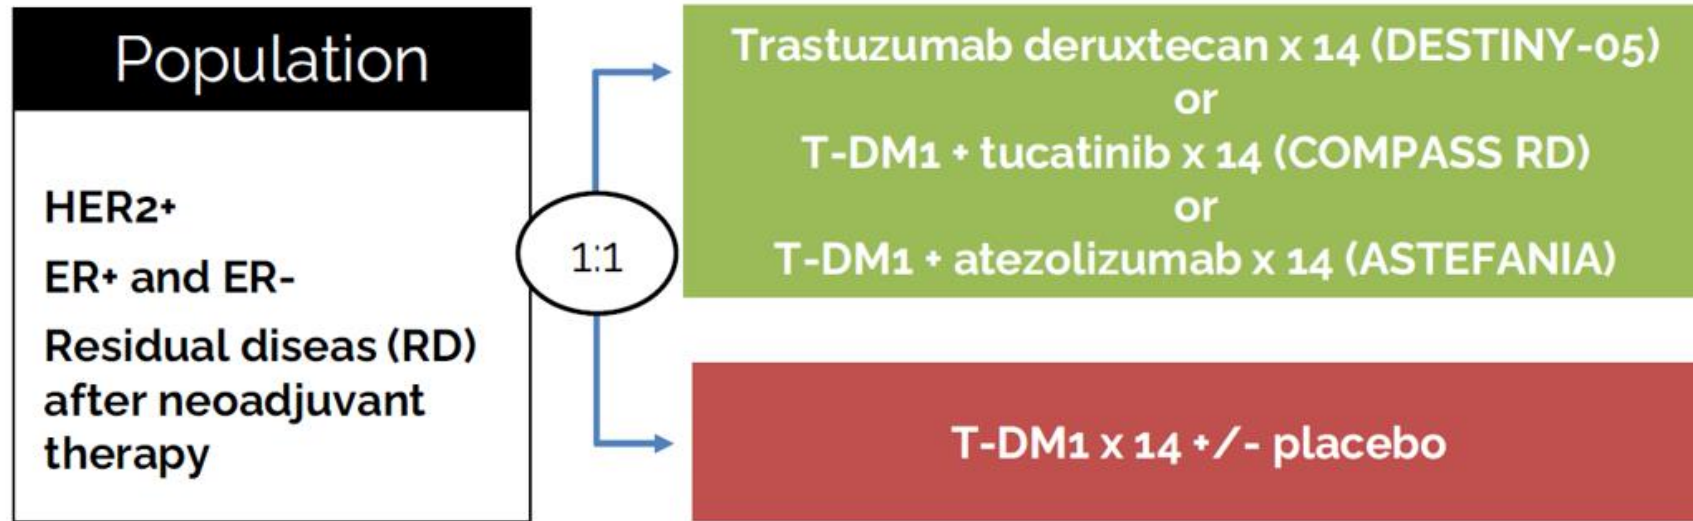 Population
HER2+
ER+ and ER-
Residual diseas (RD)
after neoadjuvant
therapy
1:1
Trastuzumab deruxtecan x 14 (DESTINY-05)
or
T-DM1 + tucatinib x 14 (COMPASS RD)
or
T-DM1 + atezolizumab x 14 (ASTEFANIA)
T-DM1 x 14 +/- placebo